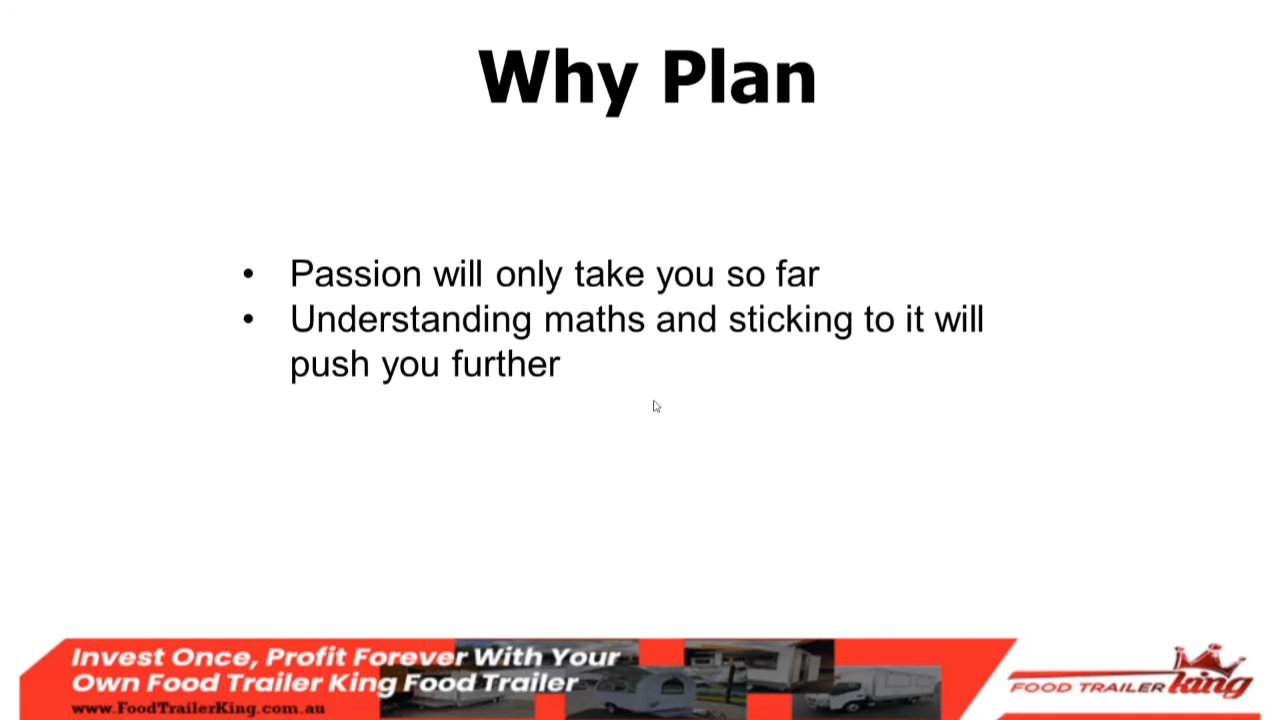 Why Plan
• Passion will only take you so far
• Understanding maths and sticking to it will
push you further
Invest Once, Profit Forever With Your
Own Food Trailer King Food Trailer
www.FoodTrailerKing.com.au
FOOD TRAILER king